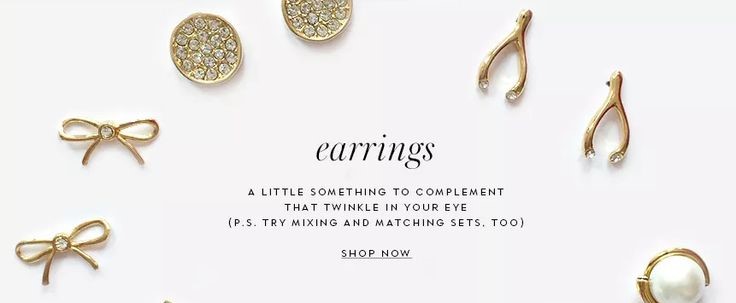 earrings
A LITTLE SOMETHING TO COMPLEMENT
THAT TWINKLE IN YOUR EYE
(P.S. TRY MIXING AND MATCHING SETS, TOO)
SHOP NOW